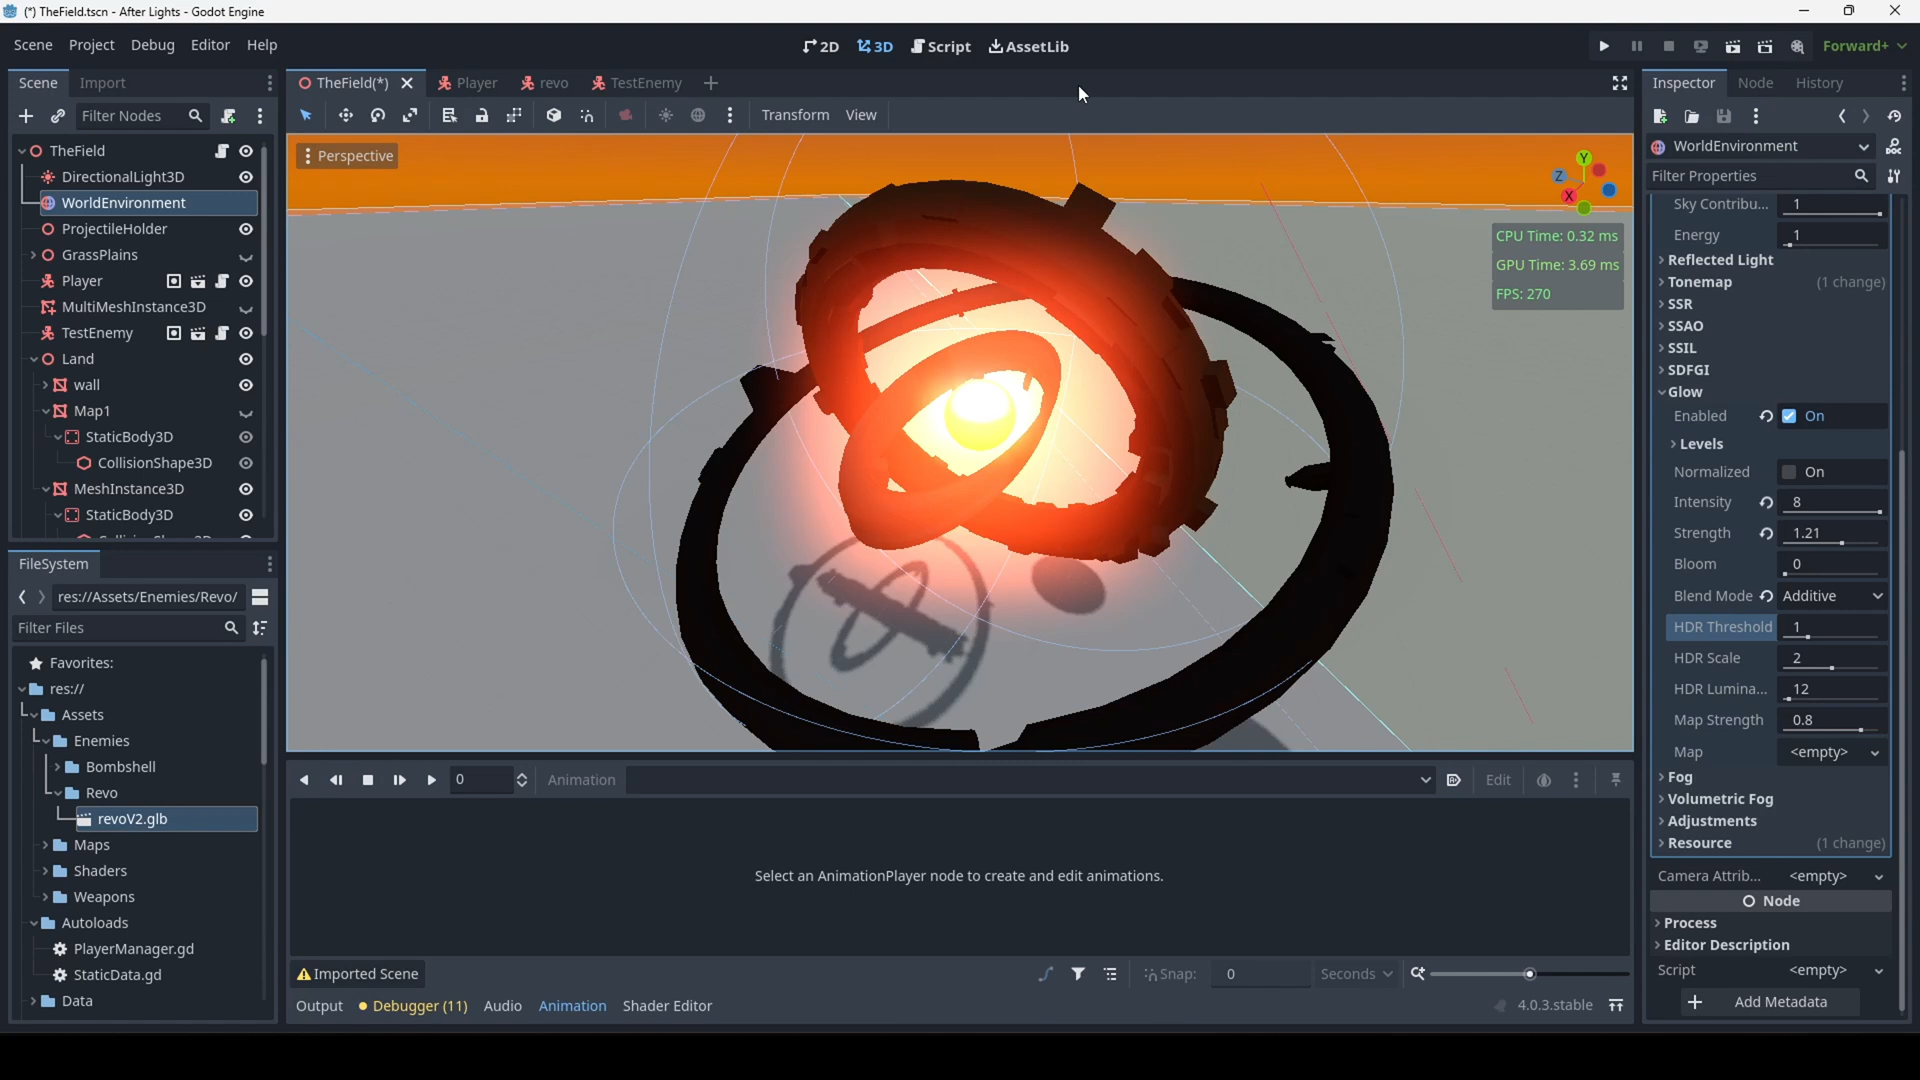 (*) TheField.tscn - After Lights - Godot Engine
Scene Project Debug Editor Help
2D 3D Script AssetLib
Forward+
Scene Import
TheField(*) Player revo TestEnemy
Inspector Node History
Filter Nodes
Transform View
TheField
DirectionalLight3D
WorldEnvironment
ProjectileHolder
GrassPlains
Player
MultiMeshInstance3D
TestEnemy
Land
wall
Map1
StaticBody3D
CollisionShape3D
MeshInstance3D
StaticBody3D
FileSystem
res://Assets/Enemies/Revo/
Filter Files
Favorites:
res://
Assets
Enemies
Bombshell
Revo
revoV2.glb
Maps
Shaders
Weapons
Autoloads
PlayerManager.gd
StaticData.gd
Data
Perspective
Y
Z
X
CPU Time: 0.32 ms
GPU Time: 3.69 ms
FPS: 270
0 Animation Edit
Select an AnimationPlayer node to create and edit animations.
Imported Scene
Snap: 0 Seconds
Output Debugger (11) Audio Animation Shader Editor
4.0.3.stable
WorldEnvironment
Filter Properties
Sky Contribu... 1
Energy 1
Reflected Light
Tonemap (1 change)
SSR
SSAO
SSIL
SDFGI
Glow
Enabled On
Levels
Normalized On
Intensity 8
Strength 1.21
Bloom 0
Blend Mode Additive
HDR Threshold 1
HDR Scale 2
HDR Lumina... 12
Map Strength 0.8
Map <empty>
Fog
Volumetric Fog
Adjustments
Resource (1 change)
Camera Attrib... <empty>
Node
Process
Editor Description
Script <empty>
Add Metadata